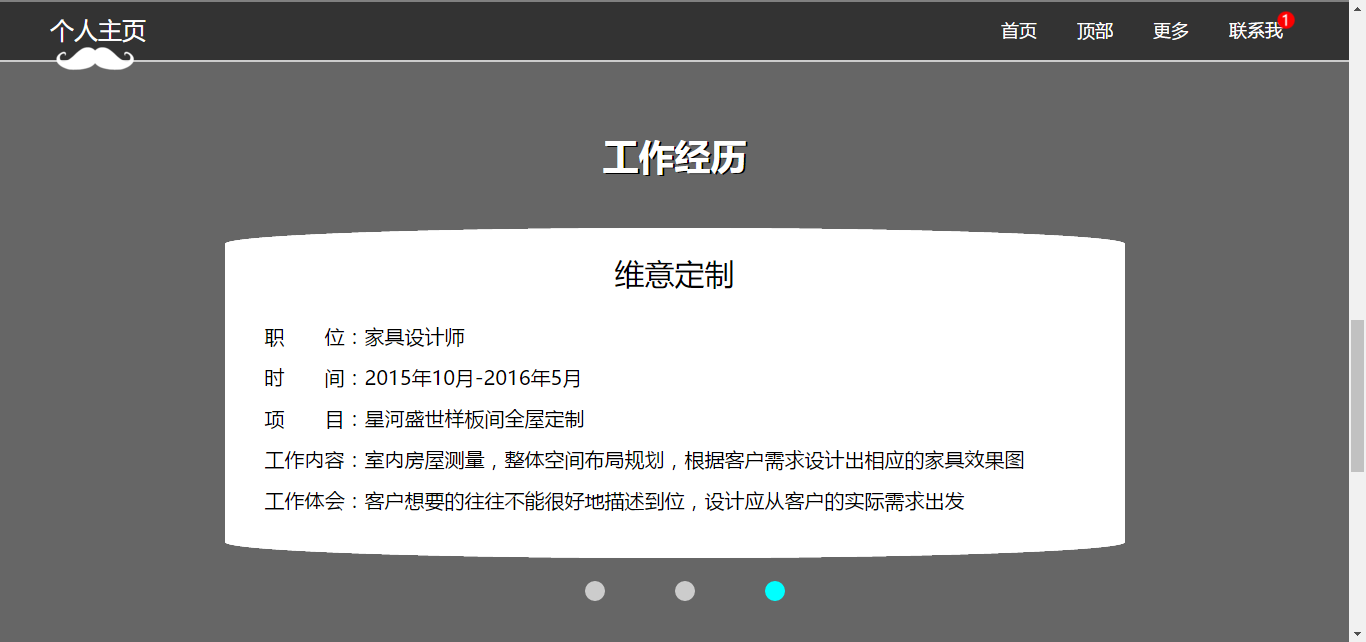 个人主页
首页 顶部 更多 联系我 1
工作经历
维意定制
职　　位：家具设计师
时　　间：2015年10月-2016年5月
项　　目：星河盛世样板间全屋定制
工作内容：室内房屋测量，整体空间布局规划，根据客户需求设计出相应的家具效果图
工作体会：客户想要的往往不能很好地描述到位，设计应从客户的实际需求出发